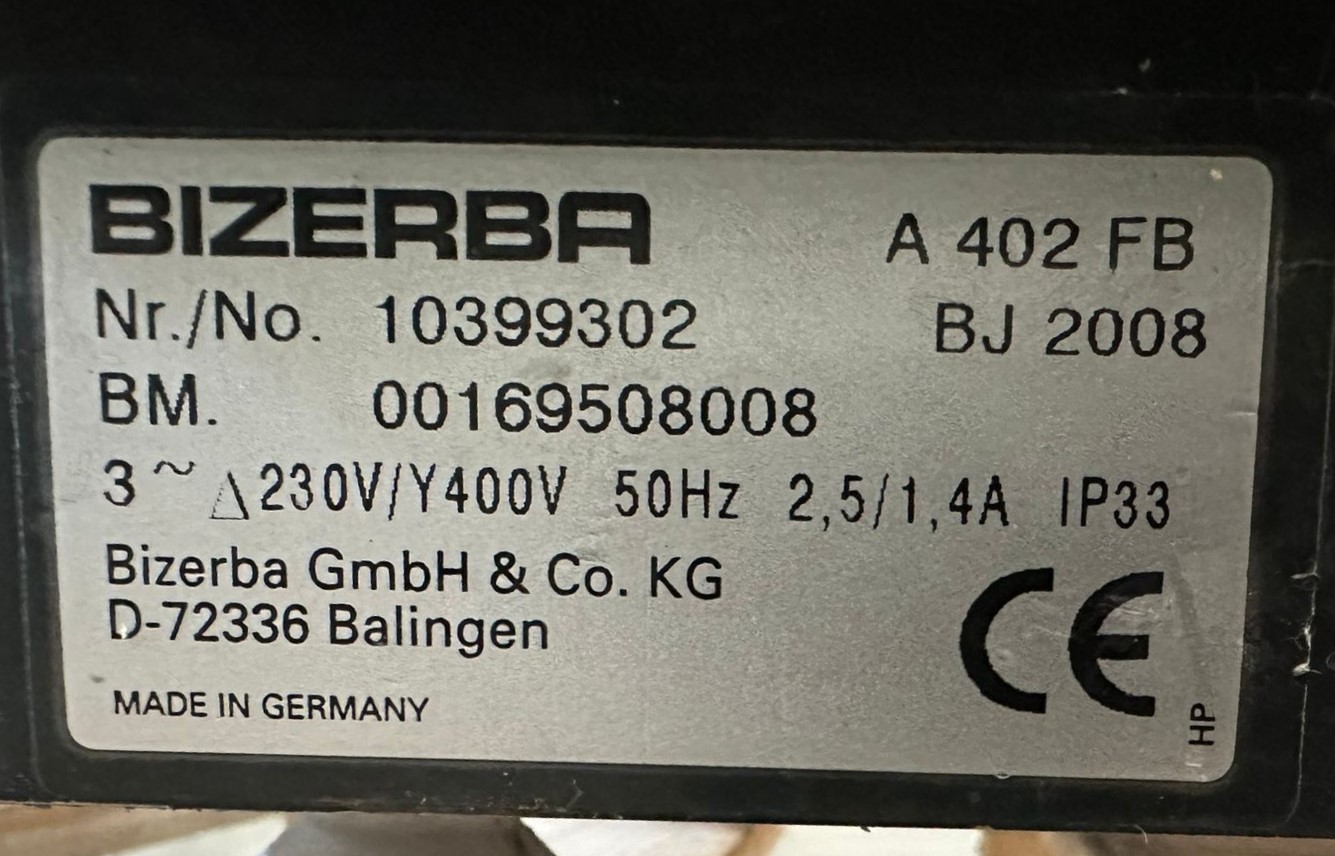 BIZERBA A 402 FB
Nr./No. 10399302 BJ 2008
BM. 00169508008
3 ~ △230V/Y400V 50Hz 2,5/1,4A IP33
Bizerba GmbH & Co. KG
D-72336 Balingen
MADE IN GERMANY
CE
HP